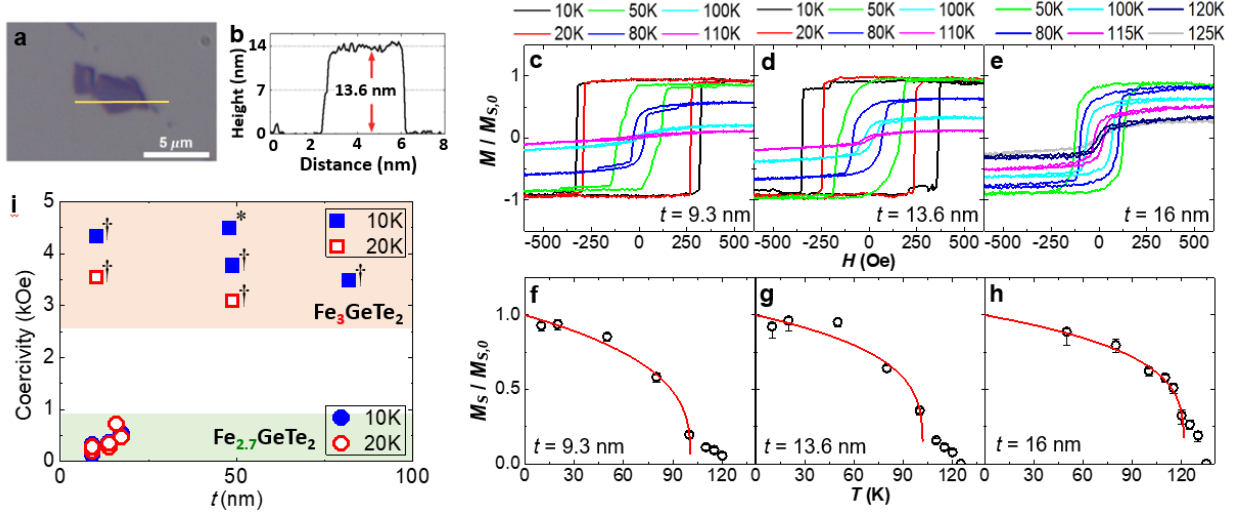 a
5 μm
b
Height (nm)
14
7
0
13.6 nm
0 2 4 6 8
Distance (nm)
10K 50K 100K
20K 80K 110K
10K 50K 100K
20K 80K 110K
50K 100K 120K
80K 115K 125K
c
d
e
M / M_S,0
1
0
-1
t = 9.3 nm
t = 13.6 nm
t = 16 nm
-500 -250 0 250 500
-500 -250 0 250 500
-500 -250 0 250 500
H (Oe)
i
Coercivity (kOe)
5
4
3
2
1
0
† * † † † †
10K
20K
Fe3GeTe2
Fe2.7GeTe2
10K
20K
0 50 100
t (nm)
f
g
h
M_S / M_S,0
1.0
0.5
0.0
t = 9.3 nm
t = 13.6 nm
t = 16 nm
0 30 60 90 120
0 30 60 90 120
0 30 60 90 120
T (K)